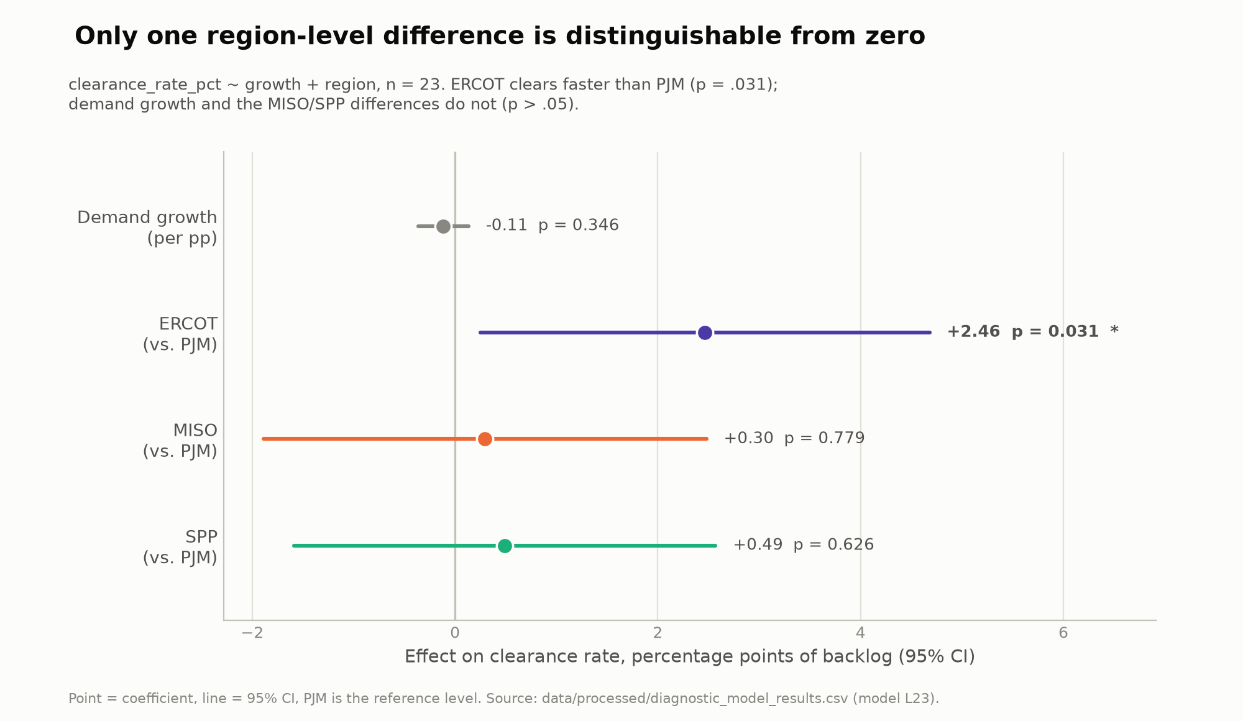 Only one region-level difference is distinguishable from zero
clearance_rate_pct ~ growth + region, n = 23. ERCOT clears faster than PJM (p = .031);
demand growth and the MISO/SPP differences do not (p > .05).
Demand growth
(per pp)
-0.11  p = 0.346
ERCOT
(vs. PJM)
+2.46  p = 0.031  *
MISO
(vs. PJM)
+0.30  p = 0.779
SPP
(vs. PJM)
+0.49  p = 0.626
−2 0 2 4 6
Effect on clearance rate, percentage points of backlog (95% CI)
Point = coefficient, line = 95% CI, PJM is the reference level. Source: data/processed/diagnostic_model_results.csv (model L23).